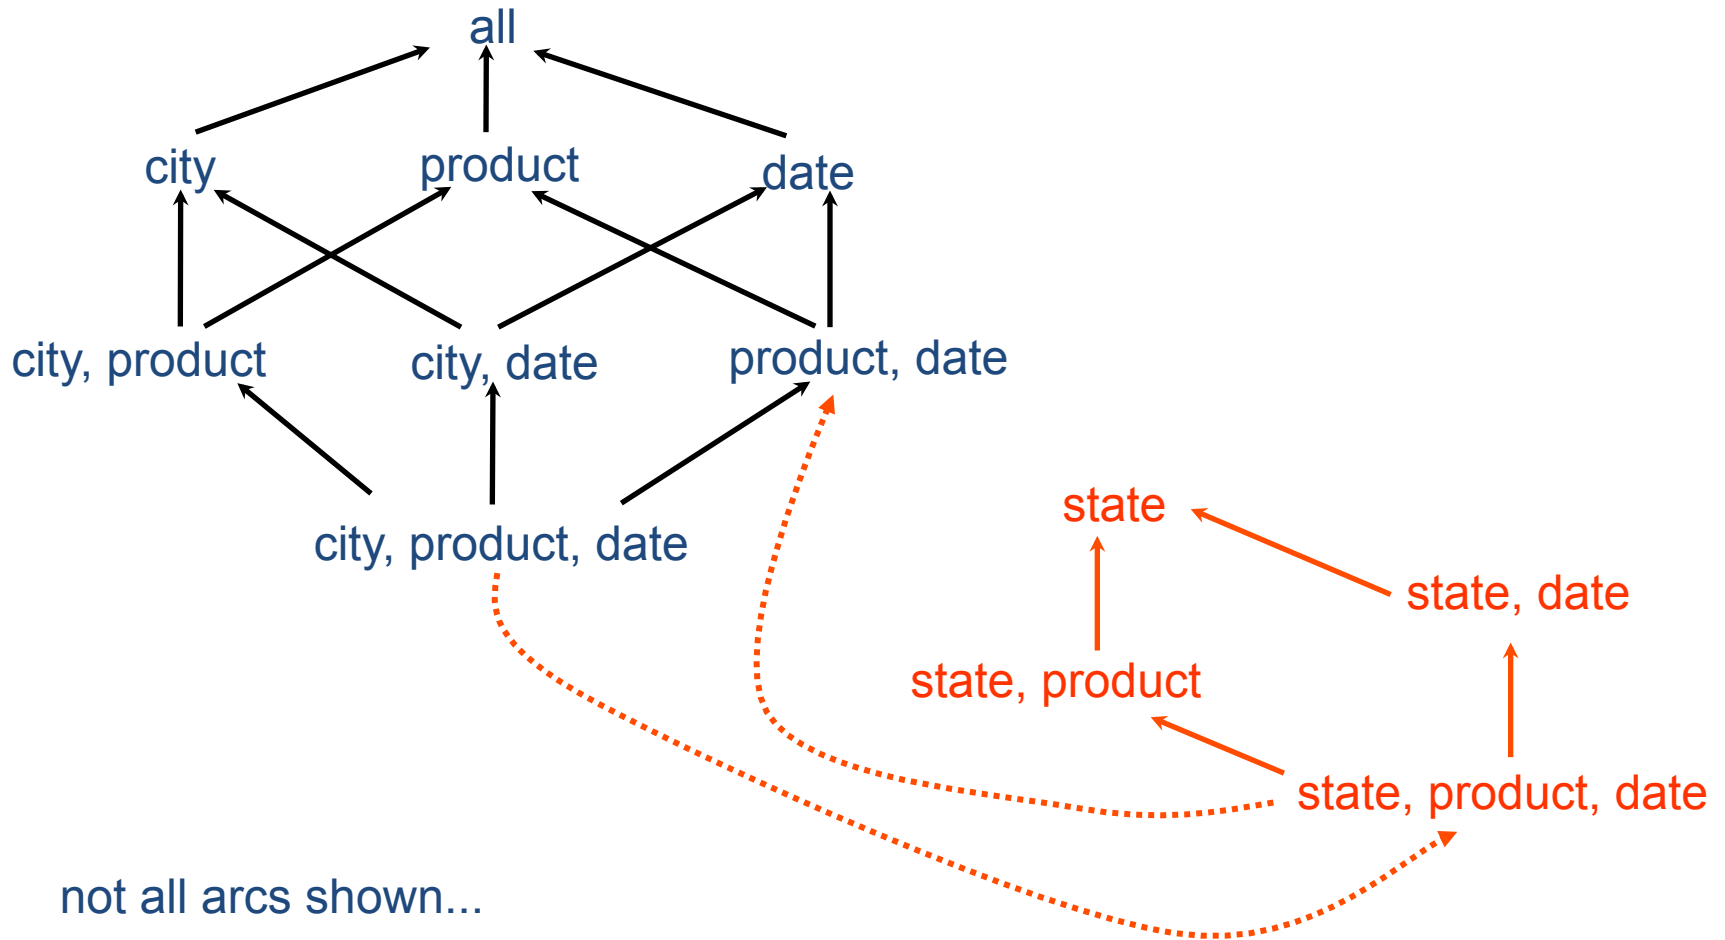 all
city
product
date
city, product
city, date
product, date
city, product, date
state
state, date
state, product
state, product, date
not all arcs shown...